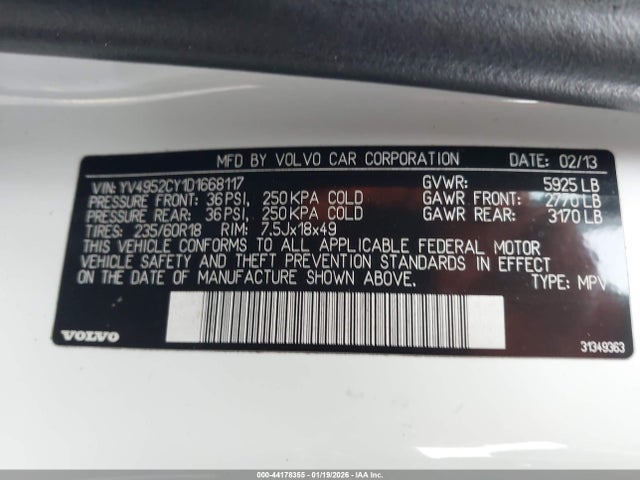 MFD BY VOLVO CAR CORPORATION DATE: 02/13
VIN: YV4952CY1D1668117 GVWR: 5925 LB
PRESSURE FRONT: 36 PSI, 250 KPA COLD GAWR FRONT: 2770 LB
PRESSURE REAR: 36 PSI, 250 KPA COLD GAWR REAR: 3170 LB
TIRES: 235/60R18 RIM: 7.5Jx18x49
THIS VEHICLE CONFORMS TO ALL APPLICABLE FEDERAL MOTOR
VEHICLE SAFETY AND THEFT PREVENTION STANDARDS IN EFFECT
ON THE DATE OF MANUFACTURE SHOWN ABOVE. TYPE: MPV
VOLVO 31349363
000-44178355 - 01/19/2026 - IAAI.CA